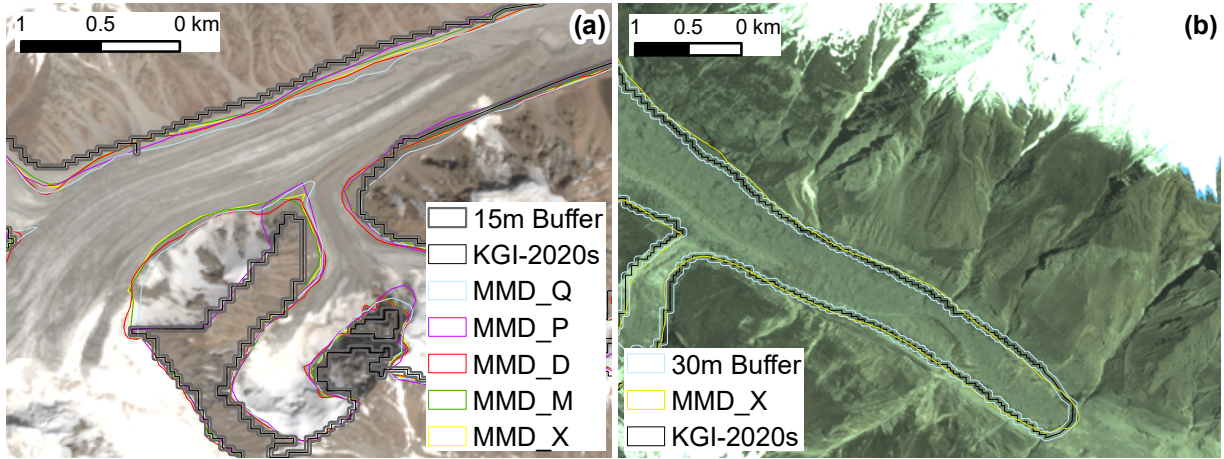 1 0.5 0 km
(a)
15m Buffer
KGI-2020s
MMD_Q
MMD_P
MMD_D
MMD_M
MMD_X
1 0.5 0 km
(b)
30m Buffer
MMD_X
KGI-2020s